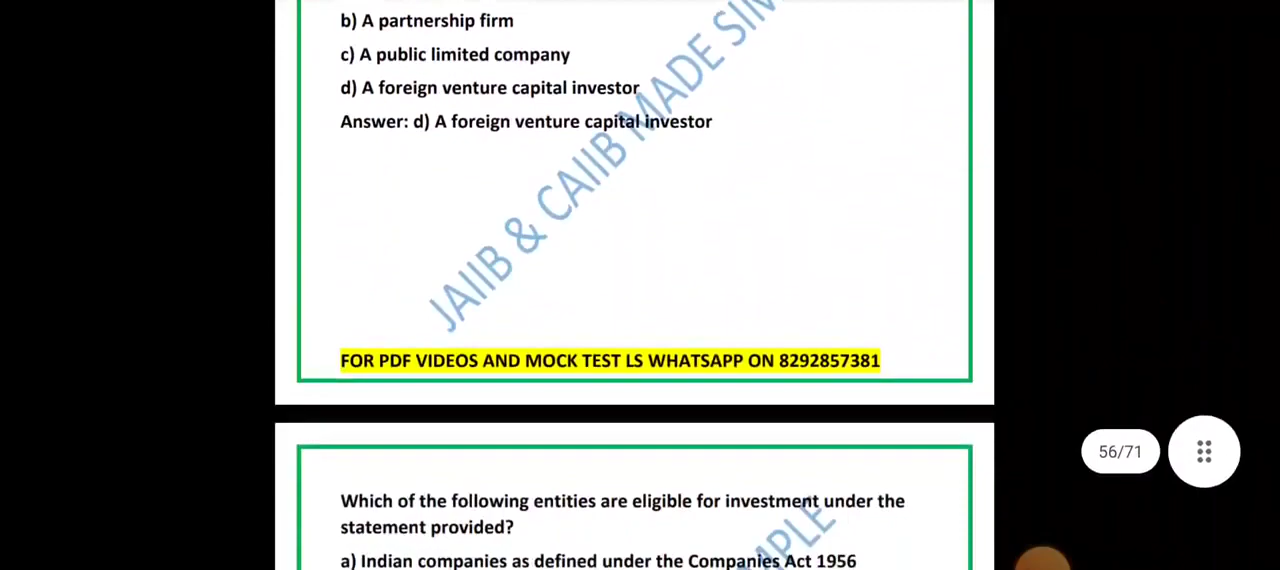 b) A partnership firm
c) A public limited company
d) A foreign venture capital investor
Answer: d) A foreign venture capital investor
JAIIB & CAIIB MADE SIM
FOR PDF VIDEOS AND MOCK TEST LS WHATSAPP ON 8292857381
56/71
Which of the following entities are eligible for investment under the
statement provided?
a) Indian companies as defined under the Companies Act 1956
MPLE